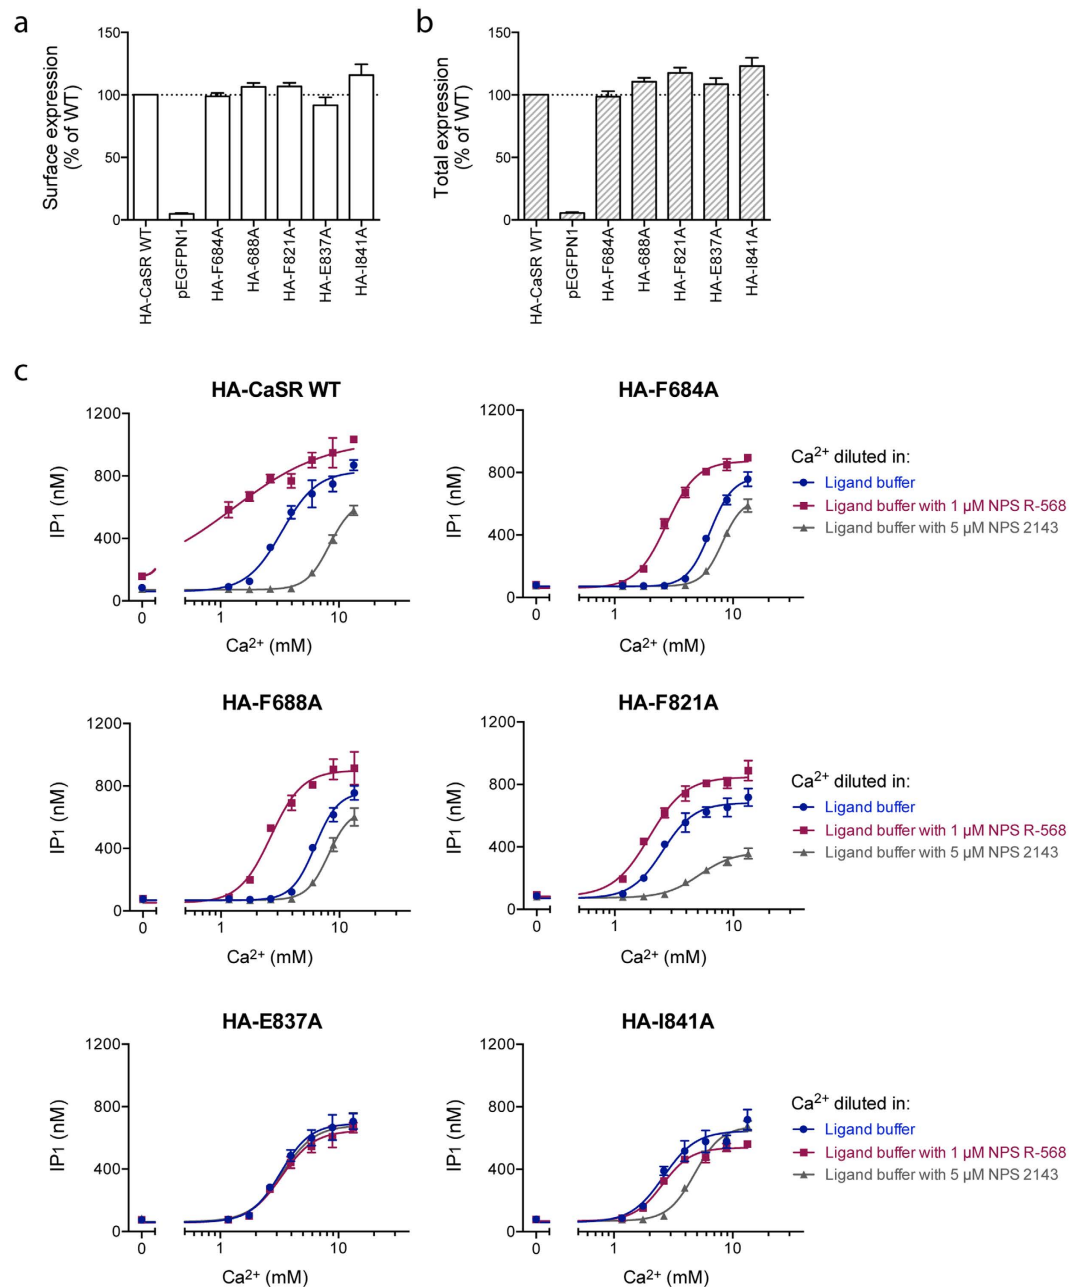 a
Surface expression
(% of WT)
150
100
50
0
HA-CaSR WT
pEGFPN1
HA-F684A
HA-688A
HA-F821A
HA-E837A
HA-I841A
b
Total expression
(% of WT)
150
100
50
0
HA-CaSR WT
pEGFPN1
HA-F684A
HA-688A
HA-F821A
HA-E837A
HA-I841A
c
HA-CaSR WT
IP1 (nM)
1200
800
400
0
0 1 10
Ca2+ (mM)
HA-F684A
IP1 (nM)
1200
800
400
0
0 1 10
Ca2+ (mM)
Ca2+ diluted in:
Ligand buffer
Ligand buffer with 1 µM NPS R-568
Ligand buffer with 5 µM NPS 2143
HA-F688A
IP1 (nM)
1200
800
400
0
0 1 10
Ca2+ (mM)
HA-F821A
IP1 (nM)
1200
800
400
0
0 1 10
Ca2+ (mM)
Ca2+ diluted in:
Ligand buffer
Ligand buffer with 1 µM NPS R-568
Ligand buffer with 5 µM NPS 2143
HA-E837A
IP1 (nM)
1200
800
400
0
0 1 10
Ca2+ (mM)
HA-I841A
IP1 (nM)
1200
800
400
0
0 1 10
Ca2+ (mM)
Ca2+ diluted in:
Ligand buffer
Ligand buffer with 1 µM NPS R-568
Ligand buffer with 5 µM NPS 2143